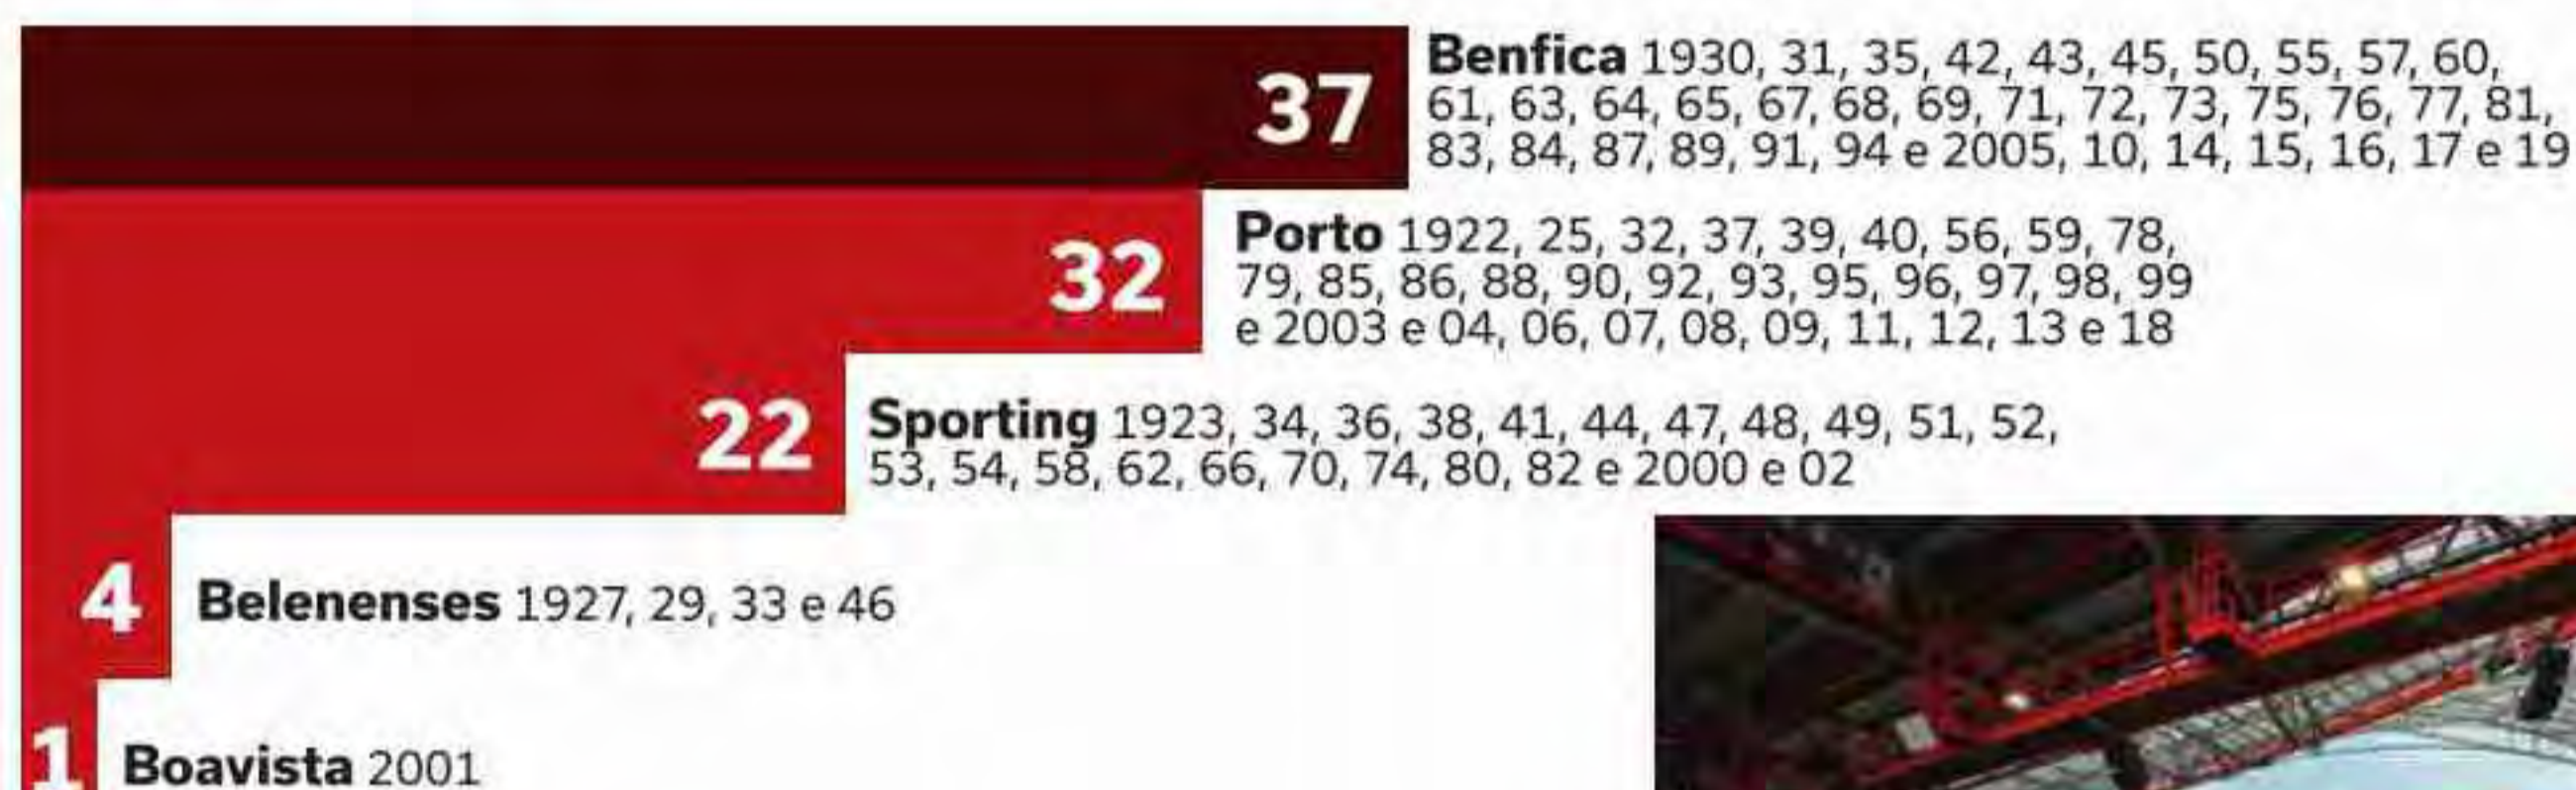 37
Benfica 1930, 31, 35, 42, 43, 45, 50, 55, 57, 60,
61, 63, 64, 65, 67, 68, 69, 71, 72, 73, 75, 76, 77, 81,
83, 84, 87, 89, 91, 94 e 2005, 10, 14, 15, 16, 17 e 19
32
Porto 1922, 25, 32, 37, 39, 40, 56, 59, 78,
79, 85, 86, 88, 90, 92, 93, 95, 96, 97, 98, 99
e 2003 e 04, 06, 07, 08, 09, 11, 12, 13 e 18
22
Sporting 1923, 34, 36, 38, 41, 44, 47, 48, 49, 51, 52,
53, 54, 58, 62, 66, 70, 74, 80, 82 e 2000 e 02
4
Belenenses 1927, 29, 33 e 46
1
Boavista 2001